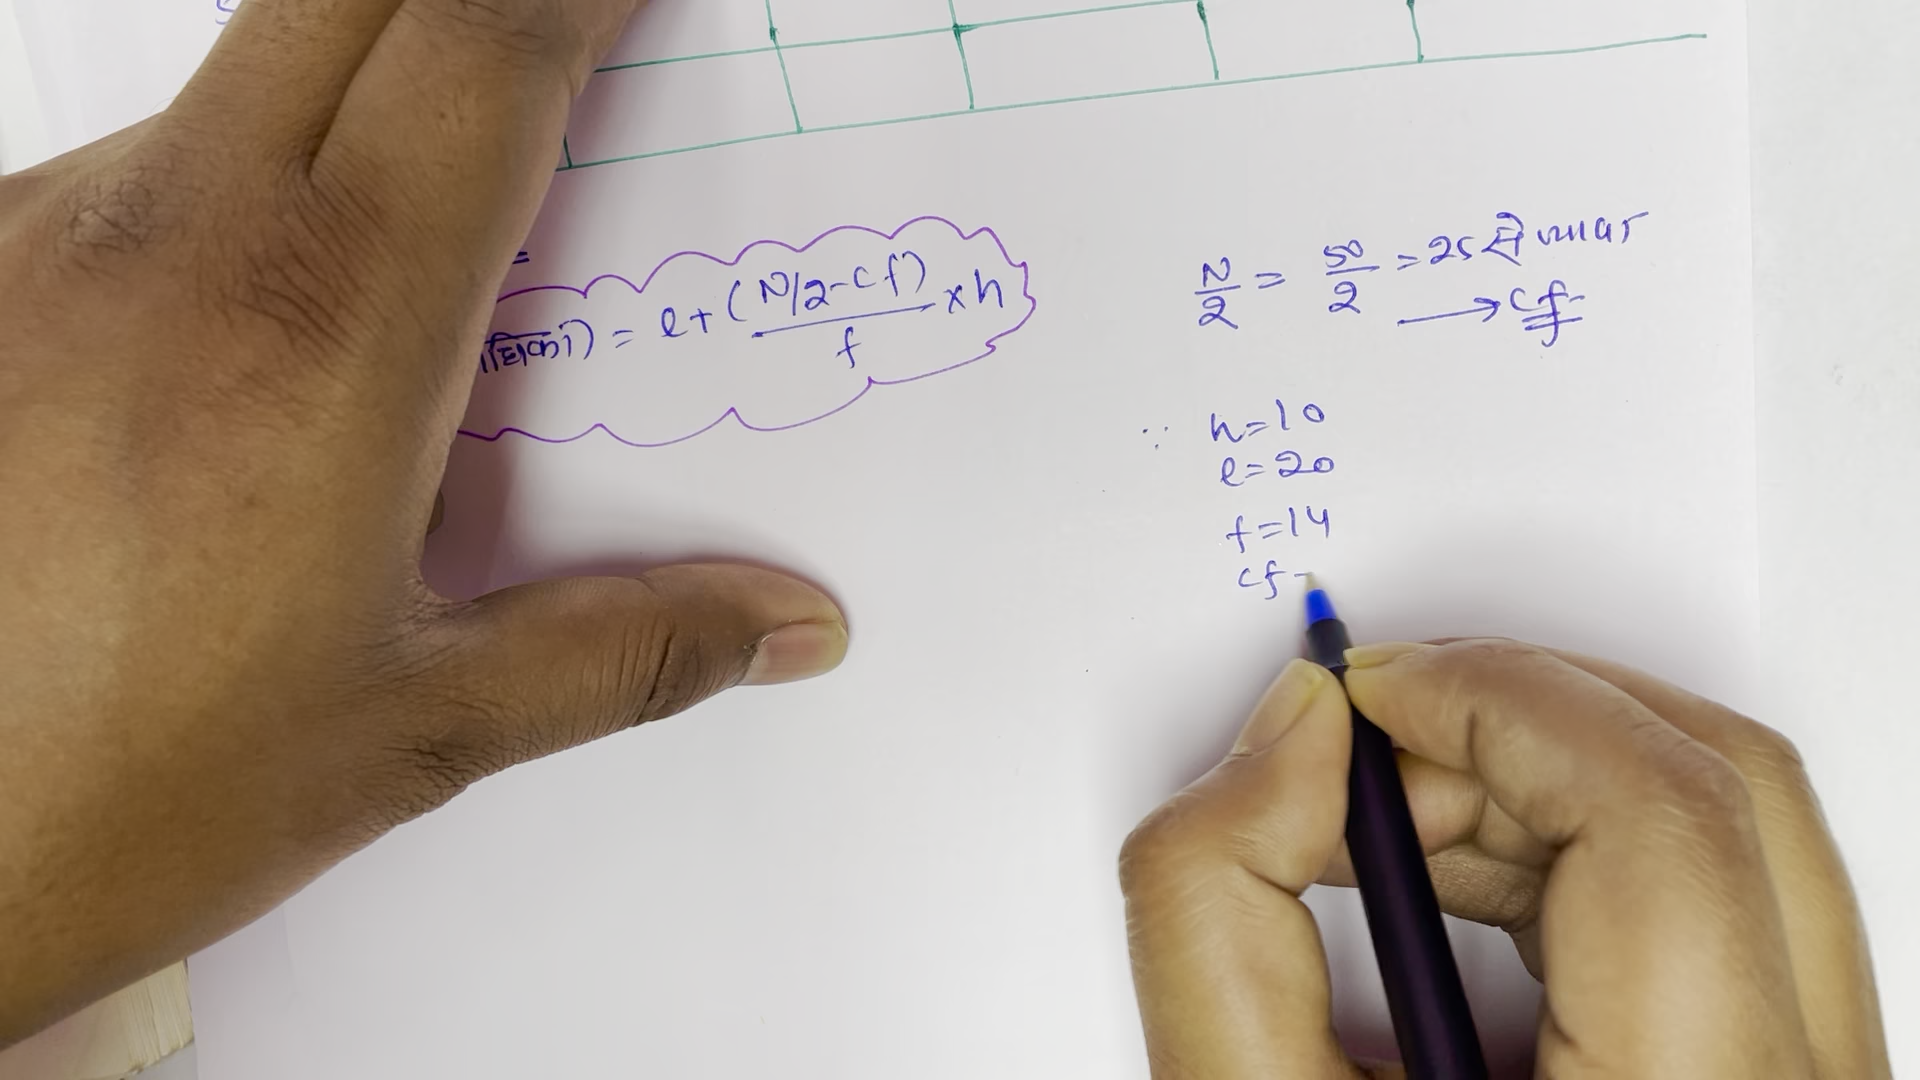 = l + (N/2 - cf) / f × h
N/2 = 50/2 = 25 से ज्यादा
→ cf
∵ h = 10
l = 20
f = 14
cf -